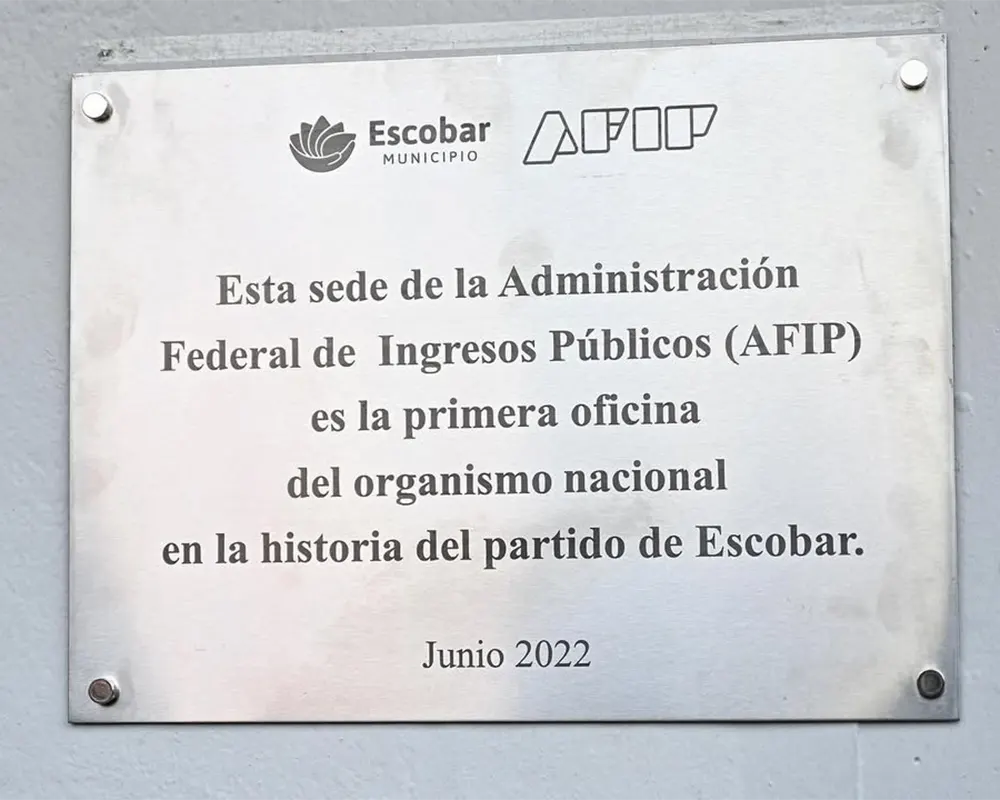 Escobar
MUNICIPIO
AFIP
Esta sede de la Administración
Federal de Ingresos Públicos (AFIP)
es la primera oficina
del organismo nacional
en la historia del partido de Escobar.
Junio 2022